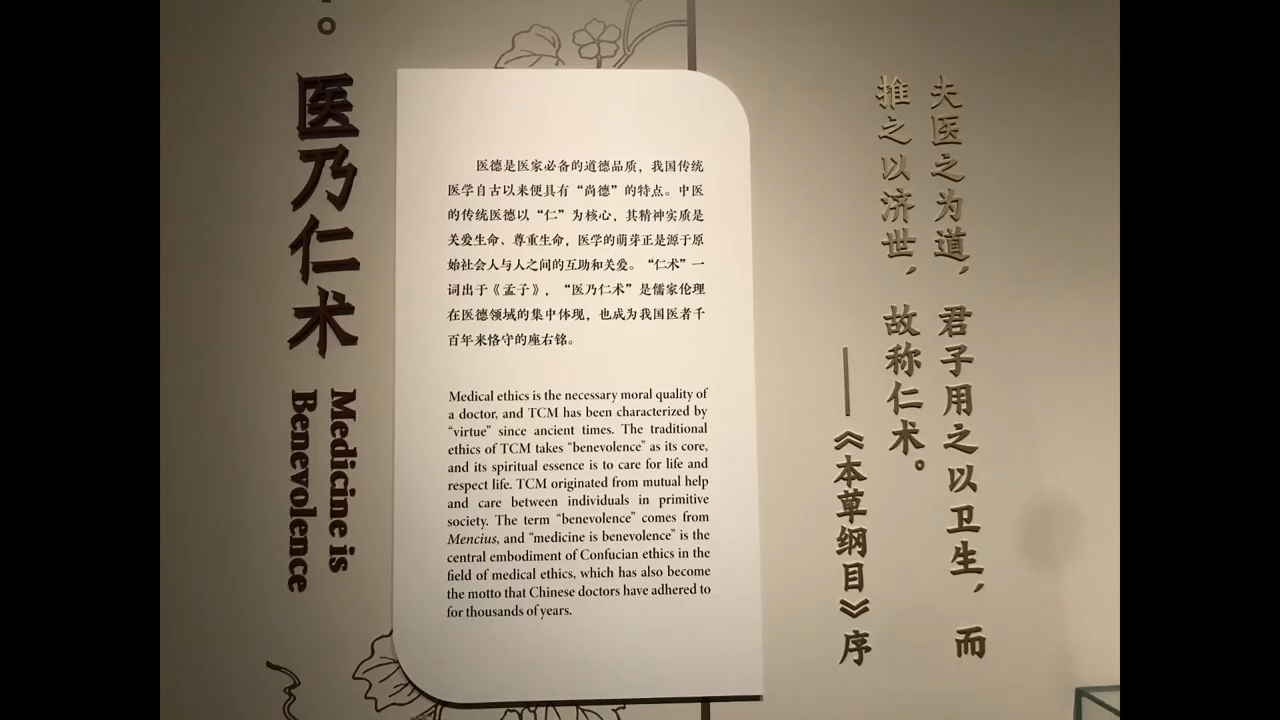 医乃仁术
Medicine is
Benevolence
医德是医家必备的道德品质，我国传统
医学自古以来便具有“尚德”的特点。中医
的传统医德以“仁”为核心，其精神实质是
关爱生命、尊重生命，医学的萌芽正是源于原
始社会人与人之间的互助和关爱。“仁术”一
词出于《孟子》，“医乃仁术”是儒家伦理
在医德领域的集中体现，也成为我国医者千
百年来恪守的座右铭。
Medical ethics is the necessary moral quality of
a doctor, and TCM has been characterized by
“virtue” since ancient times. The traditional
ethics of TCM takes “benevolence” as its core,
and its spiritual essence is to care for life and
respect life. TCM originated from mutual help
and care between individuals in primitive
society. The term “benevolence” comes from
Mencius, and “medicine is benevolence” is the
central embodiment of Confucian ethics in the
field of medical ethics, which has also become
the motto that Chinese doctors have adhered to
for thousands of years.
夫医之为道，君子用之以卫生，而
推之以济世，故称仁术。
——《本草纲目》序